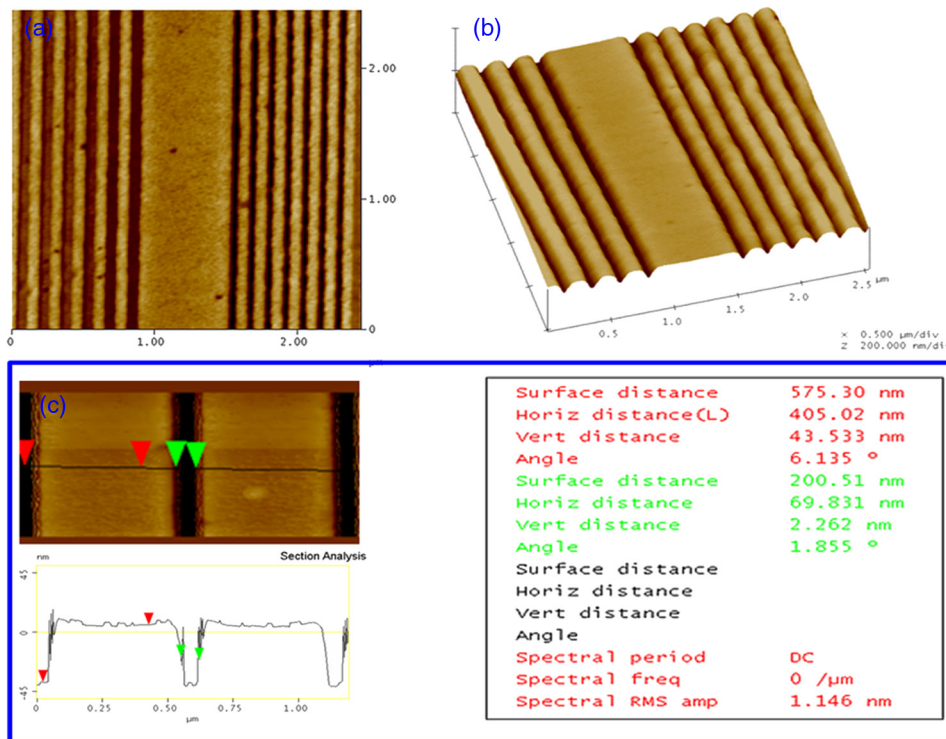 (a)
2.00
1.00
0
0
1.00
2.00
(b)
0.5
1.0
1.5
2.0
2.5
µm
X 0.500 µm/div
Z 200.000 nm/div
µm
(c)
nm
Section Analysis
45
0
-45
0
0.25
0.50
0.75
1.00
µm
Surface distance 575.30 nm
Horiz distance(L) 405.02 nm
Vert distance 43.533 nm
Angle 6.135 °
Surface distance 200.51 nm
Horiz distance 69.831 nm
Vert distance 2.262 nm
Angle 1.855 °
Surface distance
Horiz distance
Vert distance
Angle
Spectral period DC
Spectral freq 0 /µm
Spectral RMS amp 1.146 nm